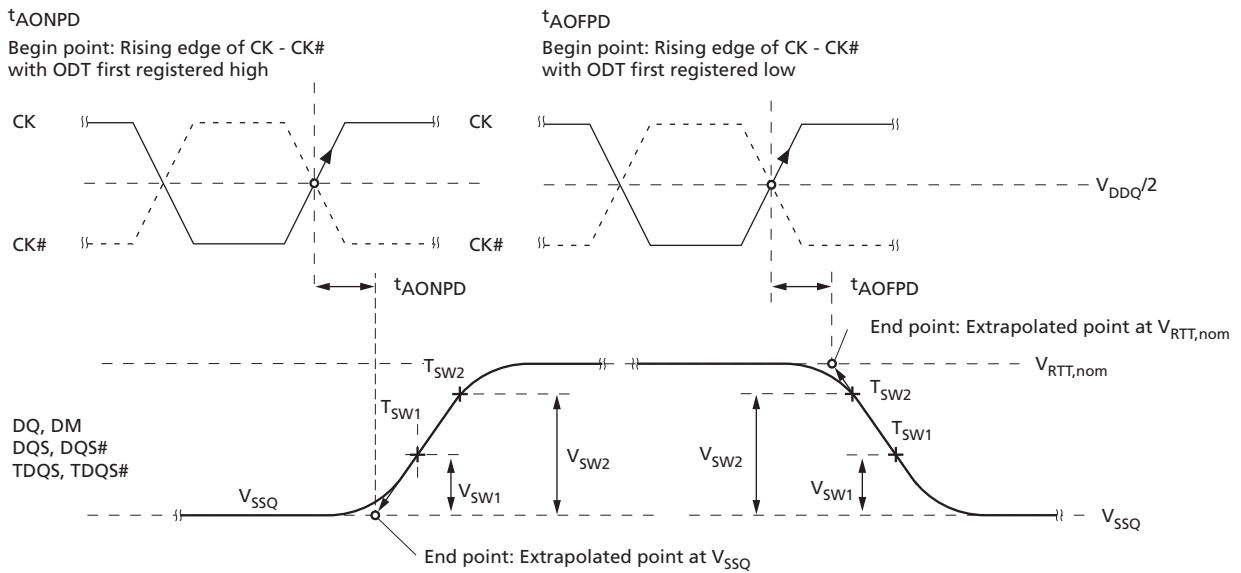 tAONPD
Begin point: Rising edge of CK - CK#
with ODT first registered high
tAOFPD
Begin point: Rising edge of CK - CK#
with ODT first registered low
CK
CK
VDDQ/2
CK#
CK#
tAONPD
tAOFPD
End point: Extrapolated point at VRTT,nom
TSW2
VRTT,nom
TSW2
TSW1
TSW1
DQ, DM
DQS, DQS#
TDQS, TDQS#
VSW2
VSW2
VSSQ
VSW1
VSW1
VSSQ
End point: Extrapolated point at VSSQ